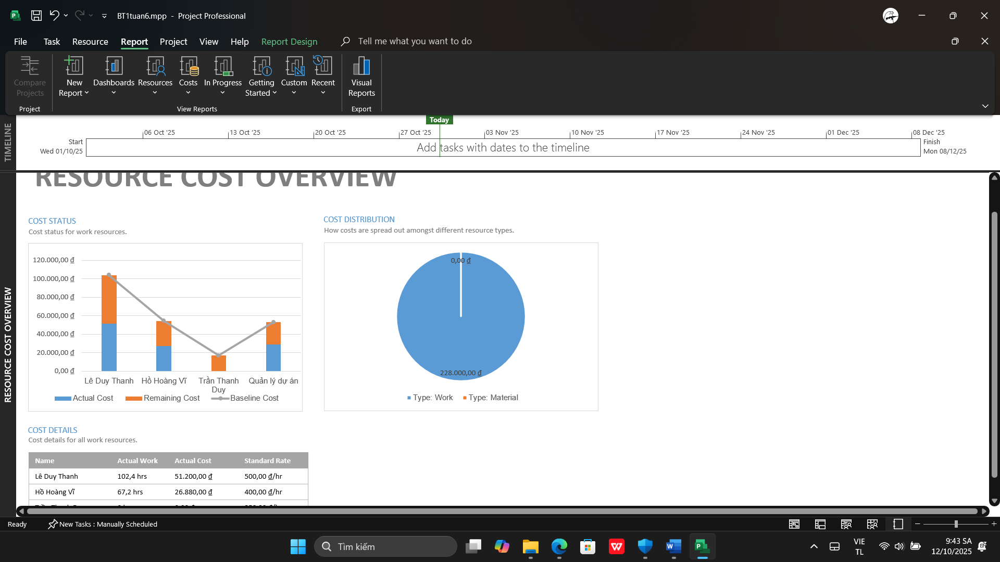 BT1tuan6.mpp - Project Professional
File Task Resource Report Project View Help Report Design Tell me what you want to do
Compare Projects
New Report
Dashboards
Resources
Costs
In Progress
Getting Started
Custom
Recent
Visual Reports
Project
View Reports
Export
TIMELINE
Today
06 Oct '25 13 Oct '25 20 Oct '25 27 Oct '25 03 Nov '25 10 Nov '25 17 Nov '25 24 Nov '25 01 Dec '25 08 Dec '25
Start
Wed 01/10/25
Add tasks with dates to the timeline
Finish
Mon 08/12/25
RESOURCE COST OVERVIEW
RESOURCE COST OVERVIEW
COST STATUS
Cost status for work resources.
120.000,00 ₫
100.000,00 ₫
80.000,00 ₫
60.000,00 ₫
40.000,00 ₫
20.000,00 ₫
0,00 ₫
Lê Duy Thanh Hồ Hoàng Vĩ Trần Thanh Duy Quản lý dự án
Actual Cost Remaining Cost Baseline Cost
COST DISTRIBUTION
How costs are spread out amongst different resource types.
0,00 ₫
228.000,00 ₫
Type: Work Type: Material
COST DETAILS
Cost details for all work resources.
Name Actual Work Actual Cost Standard Rate
Lê Duy Thanh 102,4 hrs 51.200,00 ₫ 500,00 ₫/hr
Hồ Hoàng Vĩ 67,2 hrs 26.880,00 ₫ 400,00 ₫/hr
Ready New Tasks : Manually Scheduled
Tìm kiếm
VIE
TL
9:43 SA
12/10/2025